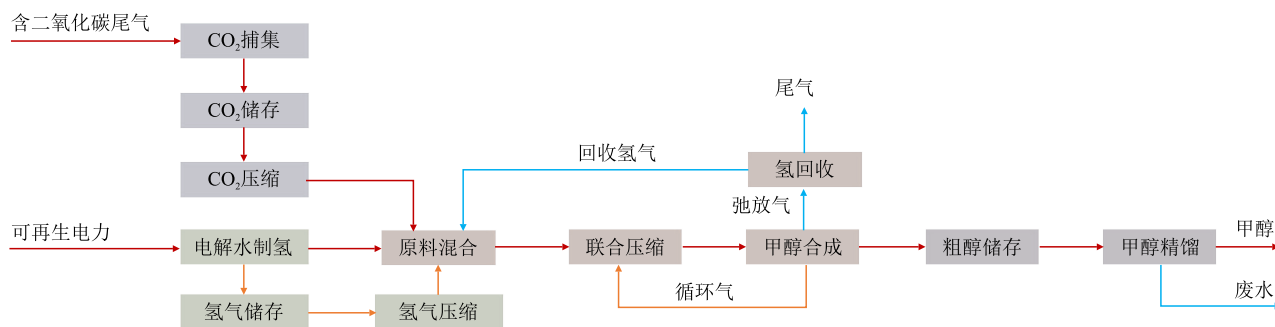 含二氧化碳尾气
CO₂捕集
CO₂储存
CO₂压缩
尾气
回收氢气
氢回收
弛放气
可再生电力
电解水制氢
原料混合
联合压缩
甲醇合成
粗醇储存
甲醇精馏
甲醇
循环气
废水
氢气储存
氢气压缩